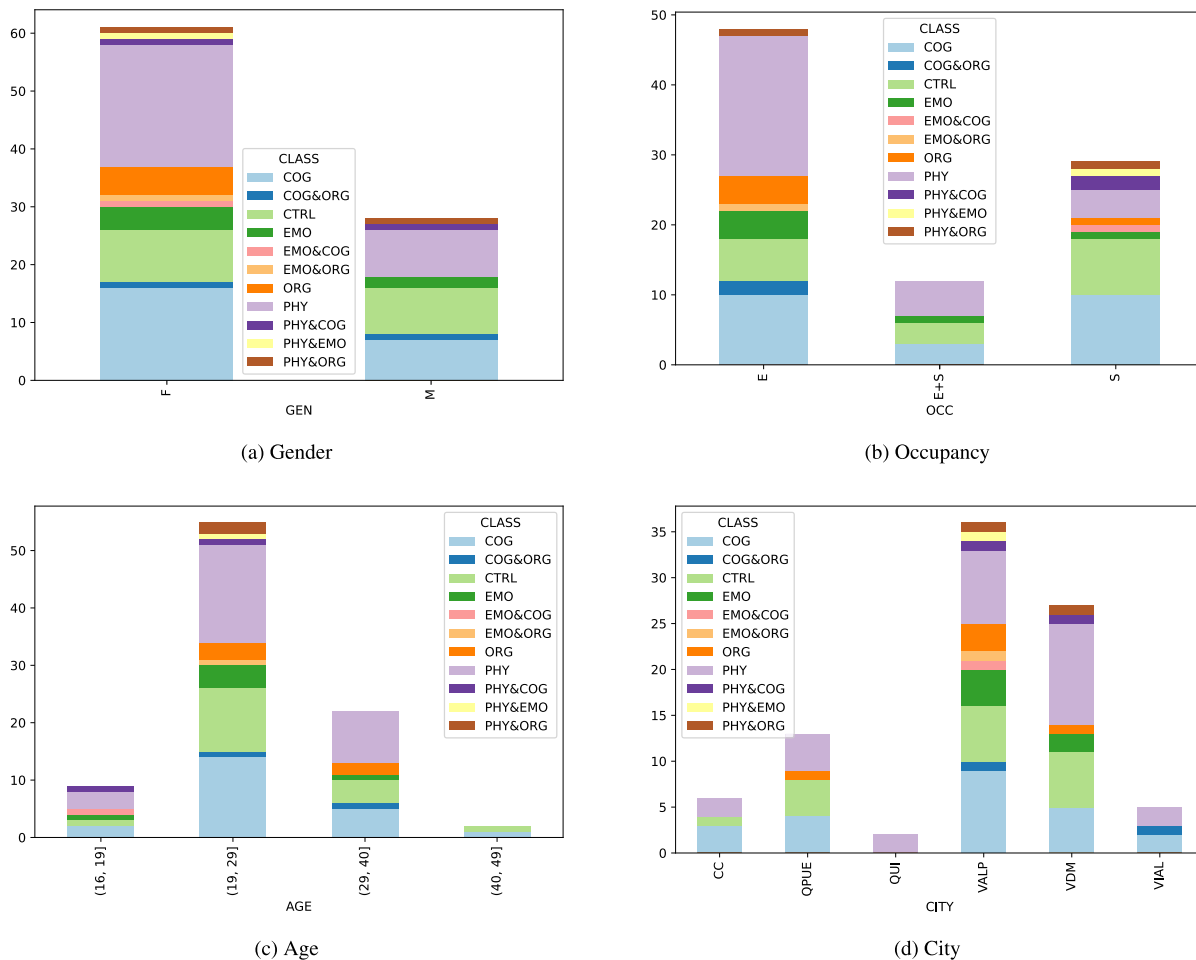 60
50
40
30
20
10
0
CLASS
COG
COG&ORG
CTRL
EMO
EMO&COG
EMO&ORG
ORG
PHY
PHY&COG
PHY&EMO
PHY&ORG
F
M
GEN
(a) Gender
50
40
30
20
10
0
CLASS
COG
COG&ORG
CTRL
EMO
EMO&COG
EMO&ORG
ORG
PHY
PHY&COG
PHY&EMO
PHY&ORG
E
E+S
S
OCC
(b) Occupancy
50
40
30
20
10
0
CLASS
COG
COG&ORG
CTRL
EMO
EMO&COG
EMO&ORG
ORG
PHY
PHY&COG
PHY&EMO
PHY&ORG
(16, 19]
(19, 29]
(29, 40]
(40, 49]
AGE
(c) Age
35
30
25
20
15
10
5
0
CLASS
COG
COG&ORG
CTRL
EMO
EMO&COG
EMO&ORG
ORG
PHY
PHY&COG
PHY&EMO
PHY&ORG
CC
QPUE
QUI
VALP
VDM
VIAL
CITY
(d) City